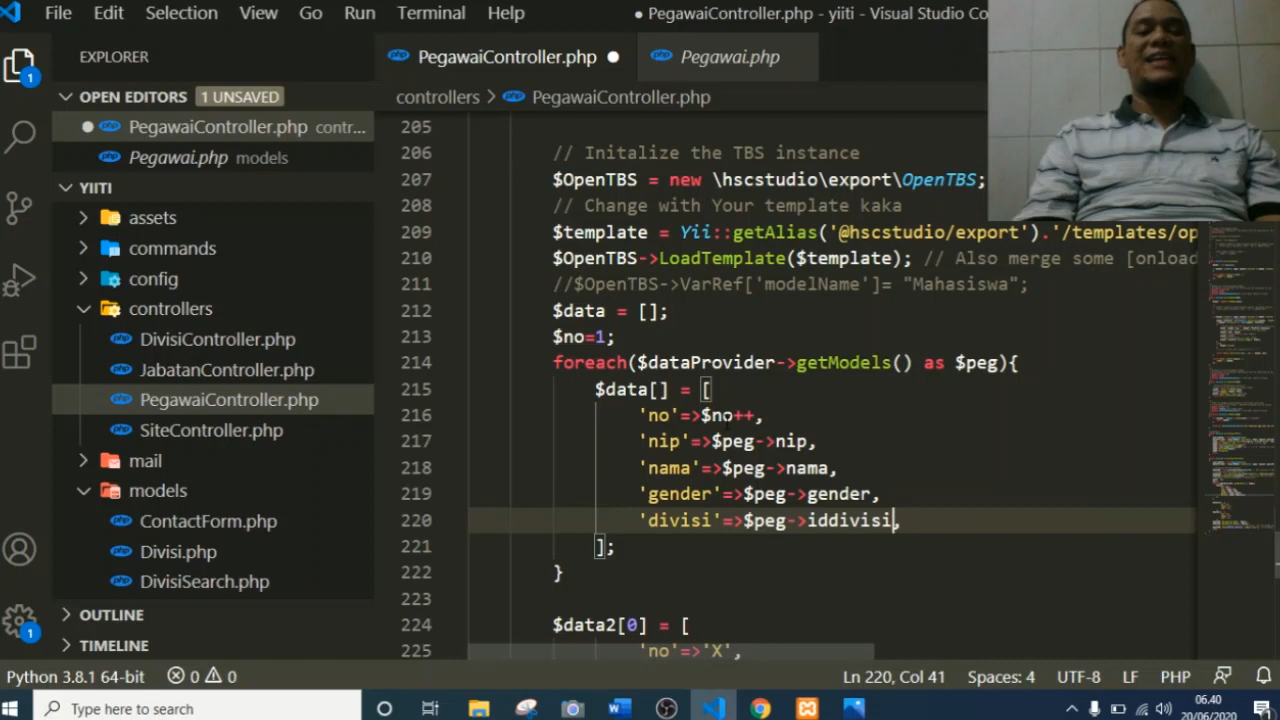 File Edit Selection View Go Run Terminal Help ● PegawaiController.php - yiiti - Visual Studio Co
EXPLORER
OPEN EDITORS 1 UNSAVED
PegawaiController.php contr...
Pegawai.php models
YIITI
assets
commands
config
controllers
DivisiController.php
JabatanController.php
PegawaiController.php
SiteController.php
mail
models
ContactForm.php
Divisi.php
DivisiSearch.php
OUTLINE
TIMELINE
1
1
PegawaiController.php ● Pegawai.php
controllers > PegawaiController.php
205
206 // Initalize the TBS instance
207 $OpenTBS = new \hscstudio\export\OpenTBS;
208 // Change with Your template kaka
209 $template = Yii::getAlias('@hscstudio/export').'/templates/op
210 $OpenTBS->LoadTemplate($template); // Also merge some [onload
211 //$OpenTBS->VarRef['modelName']= "Mahasiswa";
212 $data = [];
213 $no=1;
214 foreach($dataProvider->getModels() as $peg){
215 $data[] = [
216 'no'=>$no++,
217 'nip'=>$peg->nip,
218 'nama'=>$peg->nama,
219 'gender'=>$peg->gender,
220 'divisi'=>$peg->iddivisi,
221 ];
222 }
223
224 $data2[0] = [
225 'no'=>'X',
Python 3.8.1 64-bit 0 0 Ln 220, Col 41 Spaces: 4 UTF-8 LF PHP
Type here to search
06.40
20/06/2020